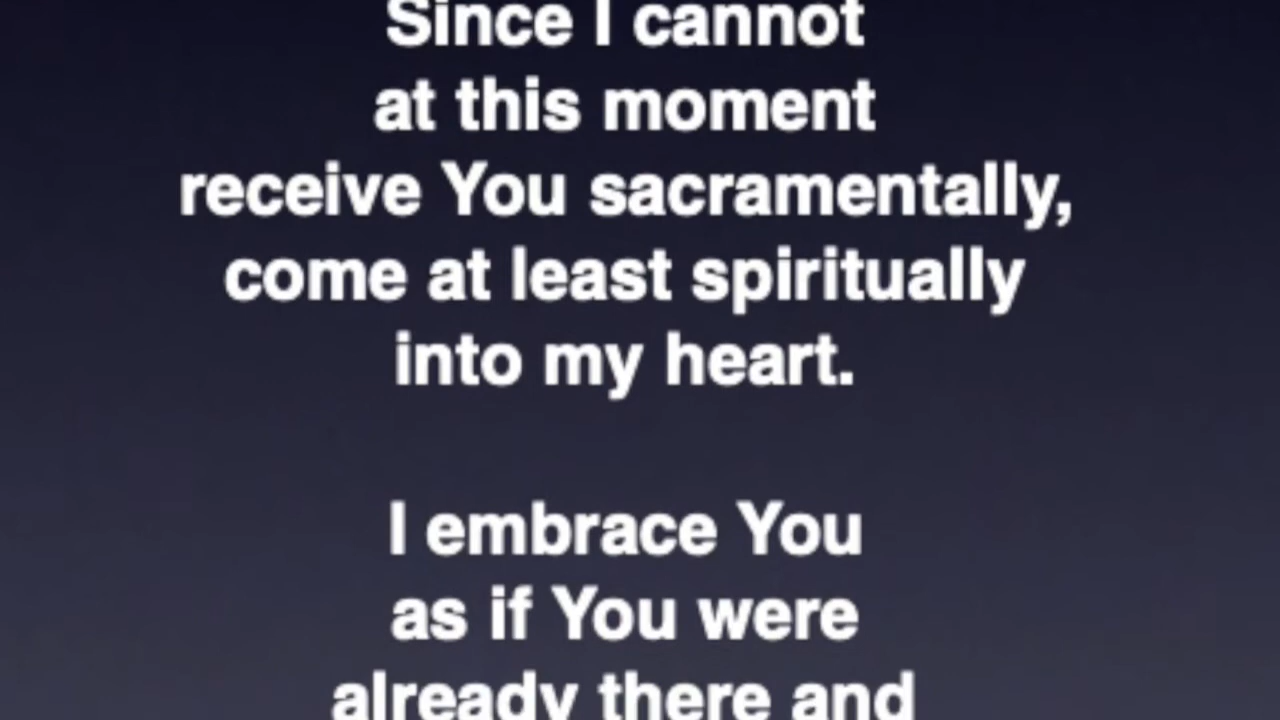 Since I cannot
at this moment
receive You sacramentally,
come at least spiritually
into my heart.
I embrace You
as if You were
already there and